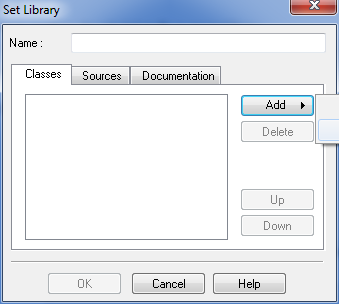 Set Library
Name :
Classes Sources Documentation
Add
Delete
Up
Down
OK Cancel Help